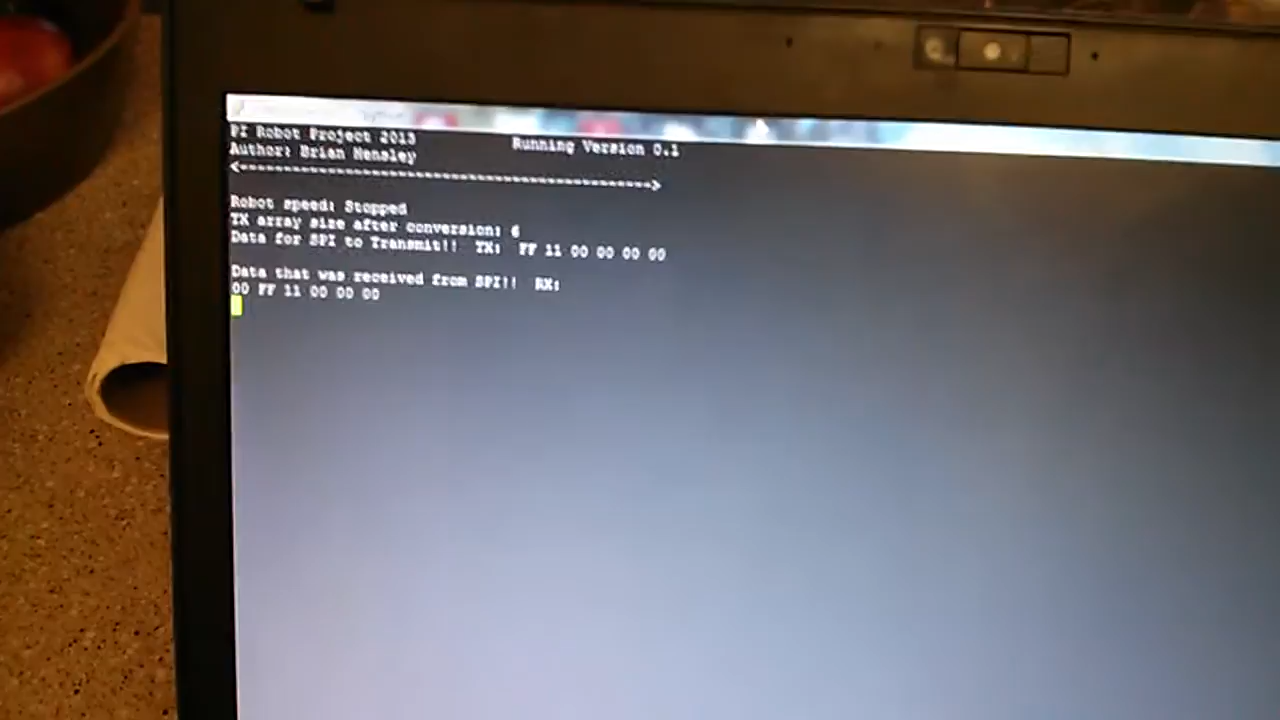 PI Robot Project 2013 Running Version 0.1
Author: Brian Hensley
<----------------------------------------------->
Robot speed: Stopped
TX array size after conversion: 6
Data for SPI to Transmit!! TX: FF 11 00 00 00 00
Data that was received from SPI!! RX:
00 FF 11 00 00 00